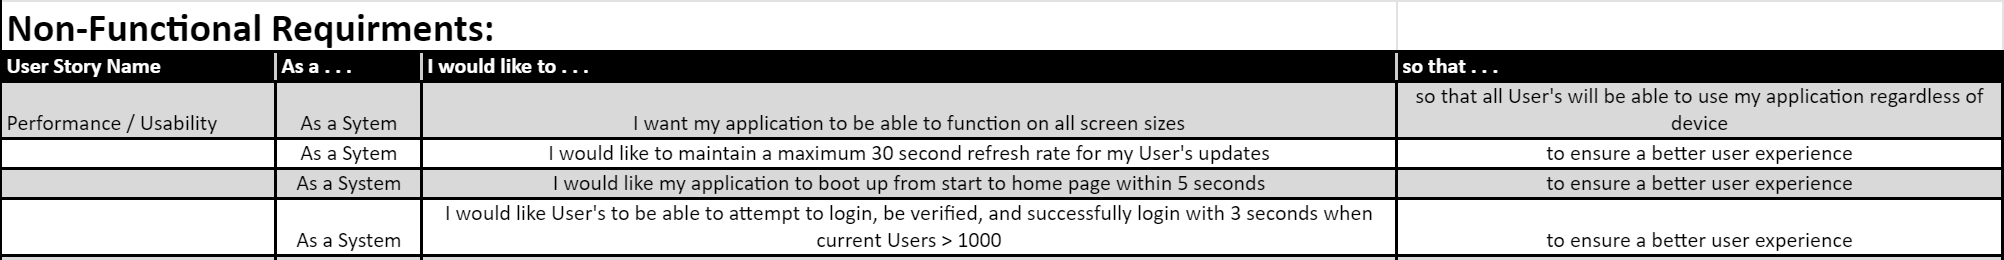 Non-Functional Requirments:
User Story Name As a . . . I would like to . . . so that . . .
so that all User's will be able to use my application regardless of
Performance / Usability As a Sytem I want my application to be able to function on all screen sizes device
As a Sytem I would like to maintain a maximum 30 second refresh rate for my User's updates to ensure a better user experience
As a System I would like my application to boot up from start to home page within 5 seconds to ensure a better user experience
I would like User's to be able to attempt to login, be verified, and successfully login with 3 seconds when
As a System current Users > 1000 to ensure a better user experience